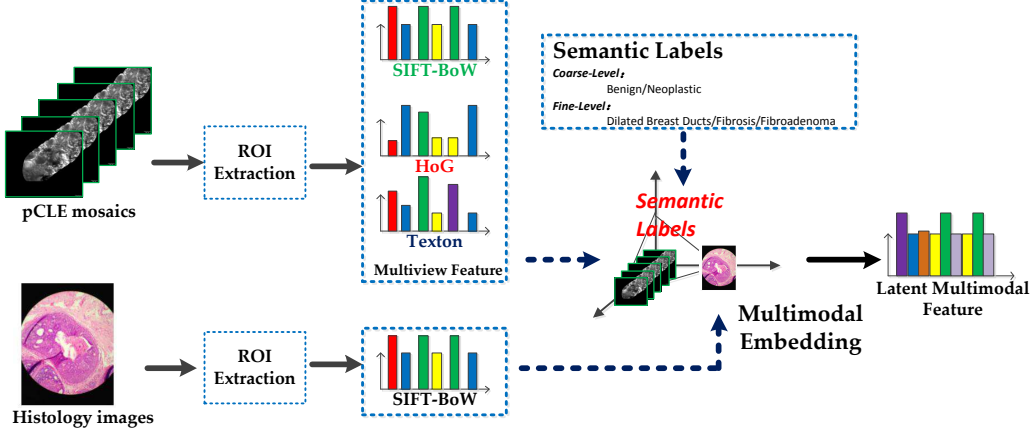 pCLE mosaics
ROI
Extraction
SIFT-BoW
HoG
Texton
Multiview Feature
Semantic Labels
Coarse-Level:
Benign/Neoplastic
Fine-Level:
Dilated Breast Ducts/Fibrosis/Fibroadenoma
Semantic
Labels
Multimodal
Embedding
Latent Multimodal
Feature
Histology images
ROI
Extraction
SIFT-BoW